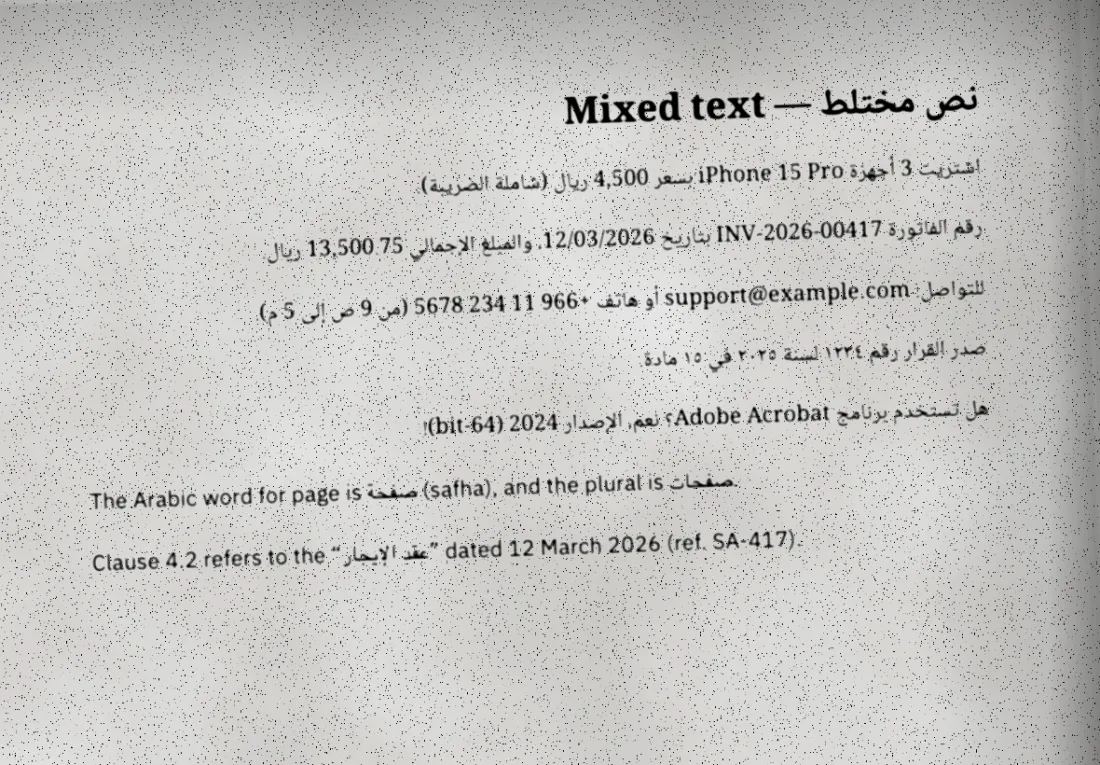 نص مختلط — Mixed text
اشتريت 3 أجهزة iPhone 15 Pro بسعر 4,500 ريال (شاملة الضريبة).
رقم الفاتورة INV-2026-00417 بتاريخ 12/03/2026، والمبلغ الإجمالي 13,500.75 ريال.
للتواصل: support@example.com أو هاتف +966 11 234 5678 (من 9 ص إلى 5 م)
صدر القرار رقم ١٢٣٤ لسنة ٢٠٢٥ في ١٥ مادة.
هل تستخدم برنامج Adobe Acrobat؟ نعم، الإصدار 2024 (64-bit)!
The Arabic word for page is صفحة (safha), and the plural is صفحات.
Clause 4.2 refers to the “عقد الإيجار” dated 12 March 2026 (ref. SA-417).